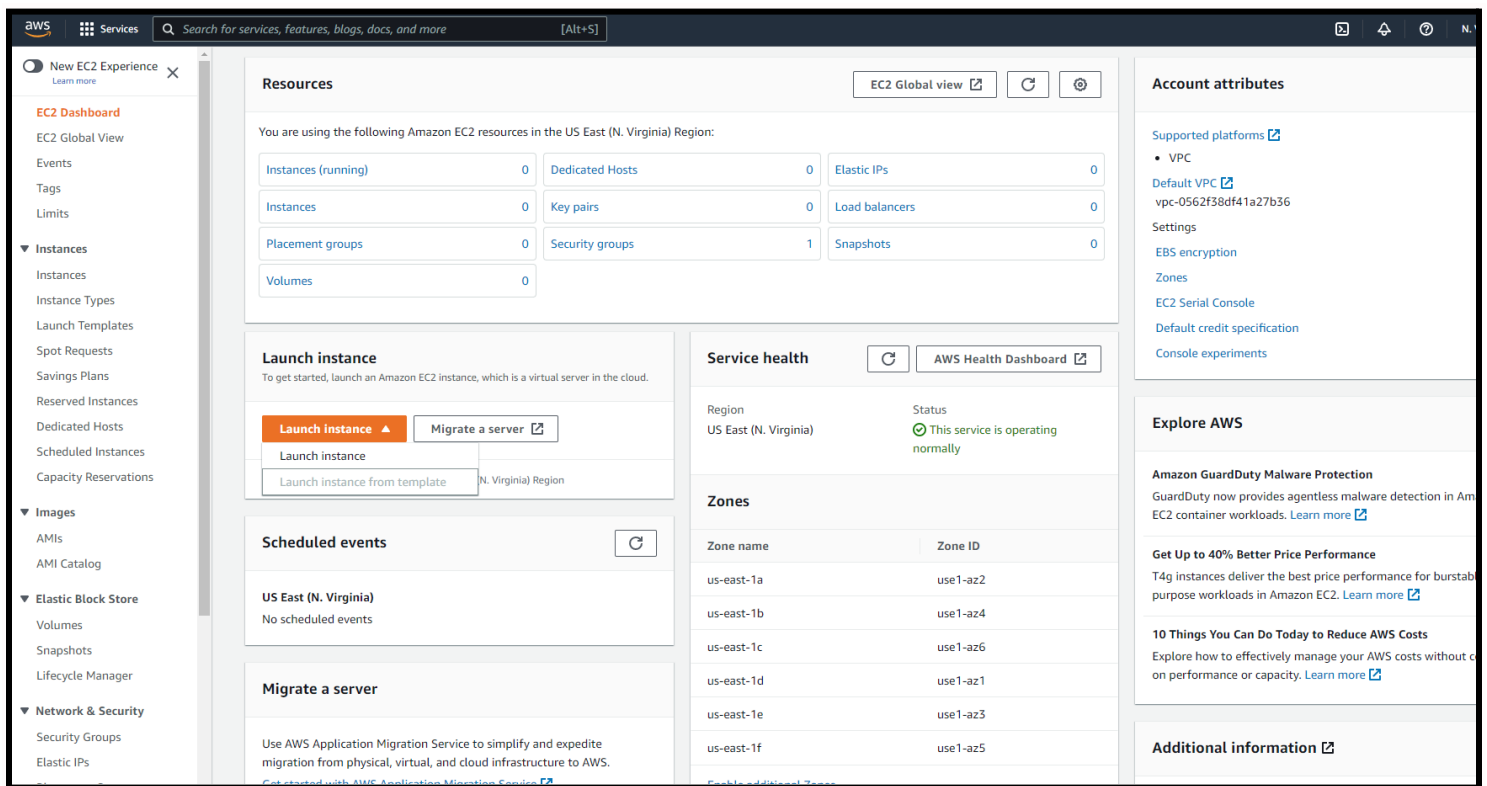 aws
Services
Search for services, features, blogs, docs, and more
[Alt+S]
New EC2 Experience
Learn more
EC2 Dashboard
EC2 Global View
Events
Tags
Limits
Instances
Instances
Instance Types
Launch Templates
Spot Requests
Savings Plans
Reserved Instances
Dedicated Hosts
Scheduled Instances
Capacity Reservations
Images
AMIs
AMI Catalog
Elastic Block Store
Volumes
Snapshots
Lifecycle Manager
Network & Security
Security Groups
Elastic IPs
Resources
EC2 Global view
You are using the following Amazon EC2 resources in the US East (N. Virginia) Region:
Instances (running) 0
Dedicated Hosts 0
Elastic IPs 0
Instances 0
Key pairs 0
Load balancers 0
Placement groups 0
Security groups 1
Snapshots 0
Volumes 0
Launch instance
To get started, launch an Amazon EC2 instance, which is a virtual server in the cloud.
Launch instance
Migrate a server
Launch instance
Launch instance from template
(N. Virginia) Region
Scheduled events
US East (N. Virginia)
No scheduled events
Migrate a server
Use AWS Application Migration Service to simplify and expedite
migration from physical, virtual, and cloud infrastructure to AWS.
Get started with AWS Application Migration Service
Service health
AWS Health Dashboard
Region
US East (N. Virginia)
Status
This service is operating
normally
Zones
Zone name Zone ID
us-east-1a use1-az2
us-east-1b use1-az4
us-east-1c use1-az6
us-east-1d use1-az1
us-east-1e use1-az3
us-east-1f use1-az5
Enable additional Zones
Account attributes
Supported platforms
• VPC
Default VPC
vpc-0562f38df41a27b36
Settings
EBS encryption
Zones
EC2 Serial Console
Default credit specification
Console experiments
Explore AWS
Amazon GuardDuty Malware Protection
GuardDuty now provides agentless malware detection in
EC2 container workloads. Learn more
Get Up to 40% Better Price Performance
T4g instances deliver the best price performance for
purpose workloads in Amazon EC2. Learn more
10 Things You Can Do Today to Reduce AWS Costs
Explore how to effectively manage your AWS costs without
on performance or capacity. Learn more
Additional information